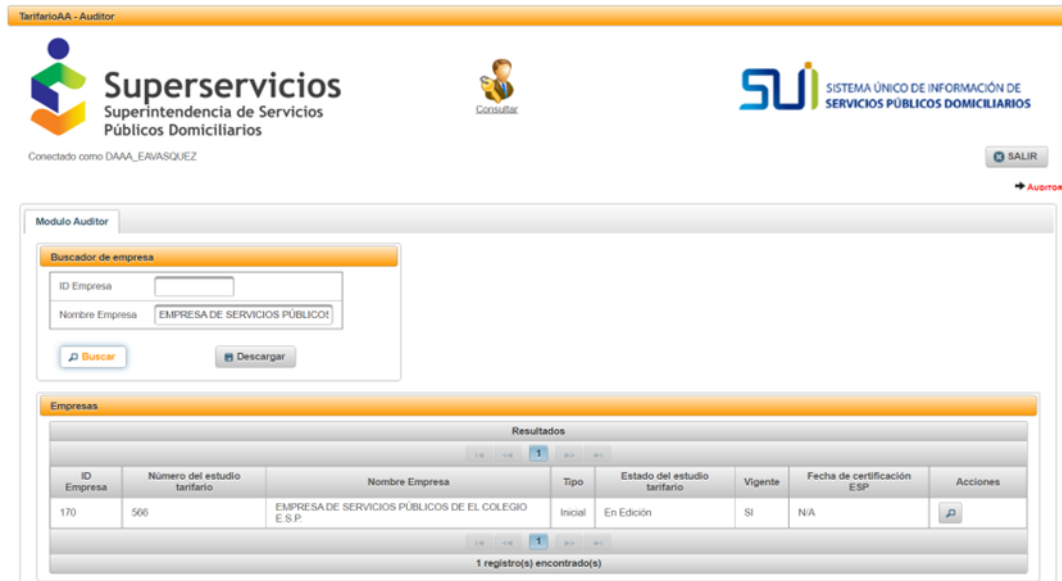 TarifarioAA - Auditor
Superservicios
Superintendencia de Servicios
Públicos Domiciliarios
Consultar
SUI
SISTEMA ÚNICO DE INFORMACIÓN DE
SERVICIOS PÚBLICOS DOMICILIARIOS
Conectado como DAAA_EAVASQUEZ
SALIR
AUDITOR
Modulo Auditor
Buscador de empresa
ID Empresa
Nombre Empresa EMPRESA DE SERVICIOS PÚBLICOS
Buscar Descargar
Empresas
Resultados
1
ID Empresa Número del estudio tarifario Nombre Empresa Tipo Estado del estudio tarifario Vigente Fecha de certificación ESP Acciones
170 566 EMPRESA DE SERVICIOS PÚBLICOS DE EL COLEGIO E.S.P. Inicial En Edición SI N/A
1
1 registro(s) encontrado(s)